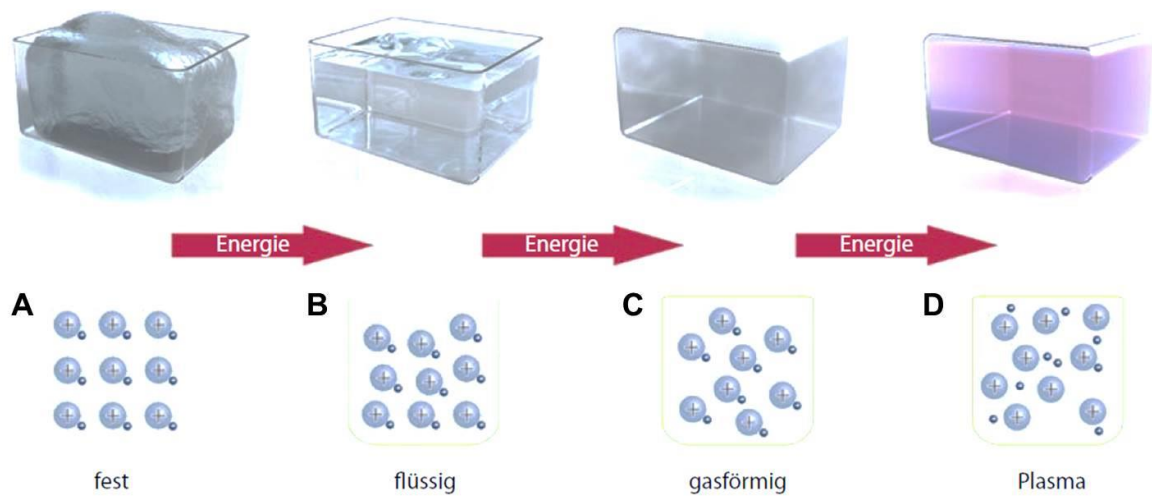 Energie
Energie
Energie
A
B
C
D
fest
flüssig
gasförmig
Plasma